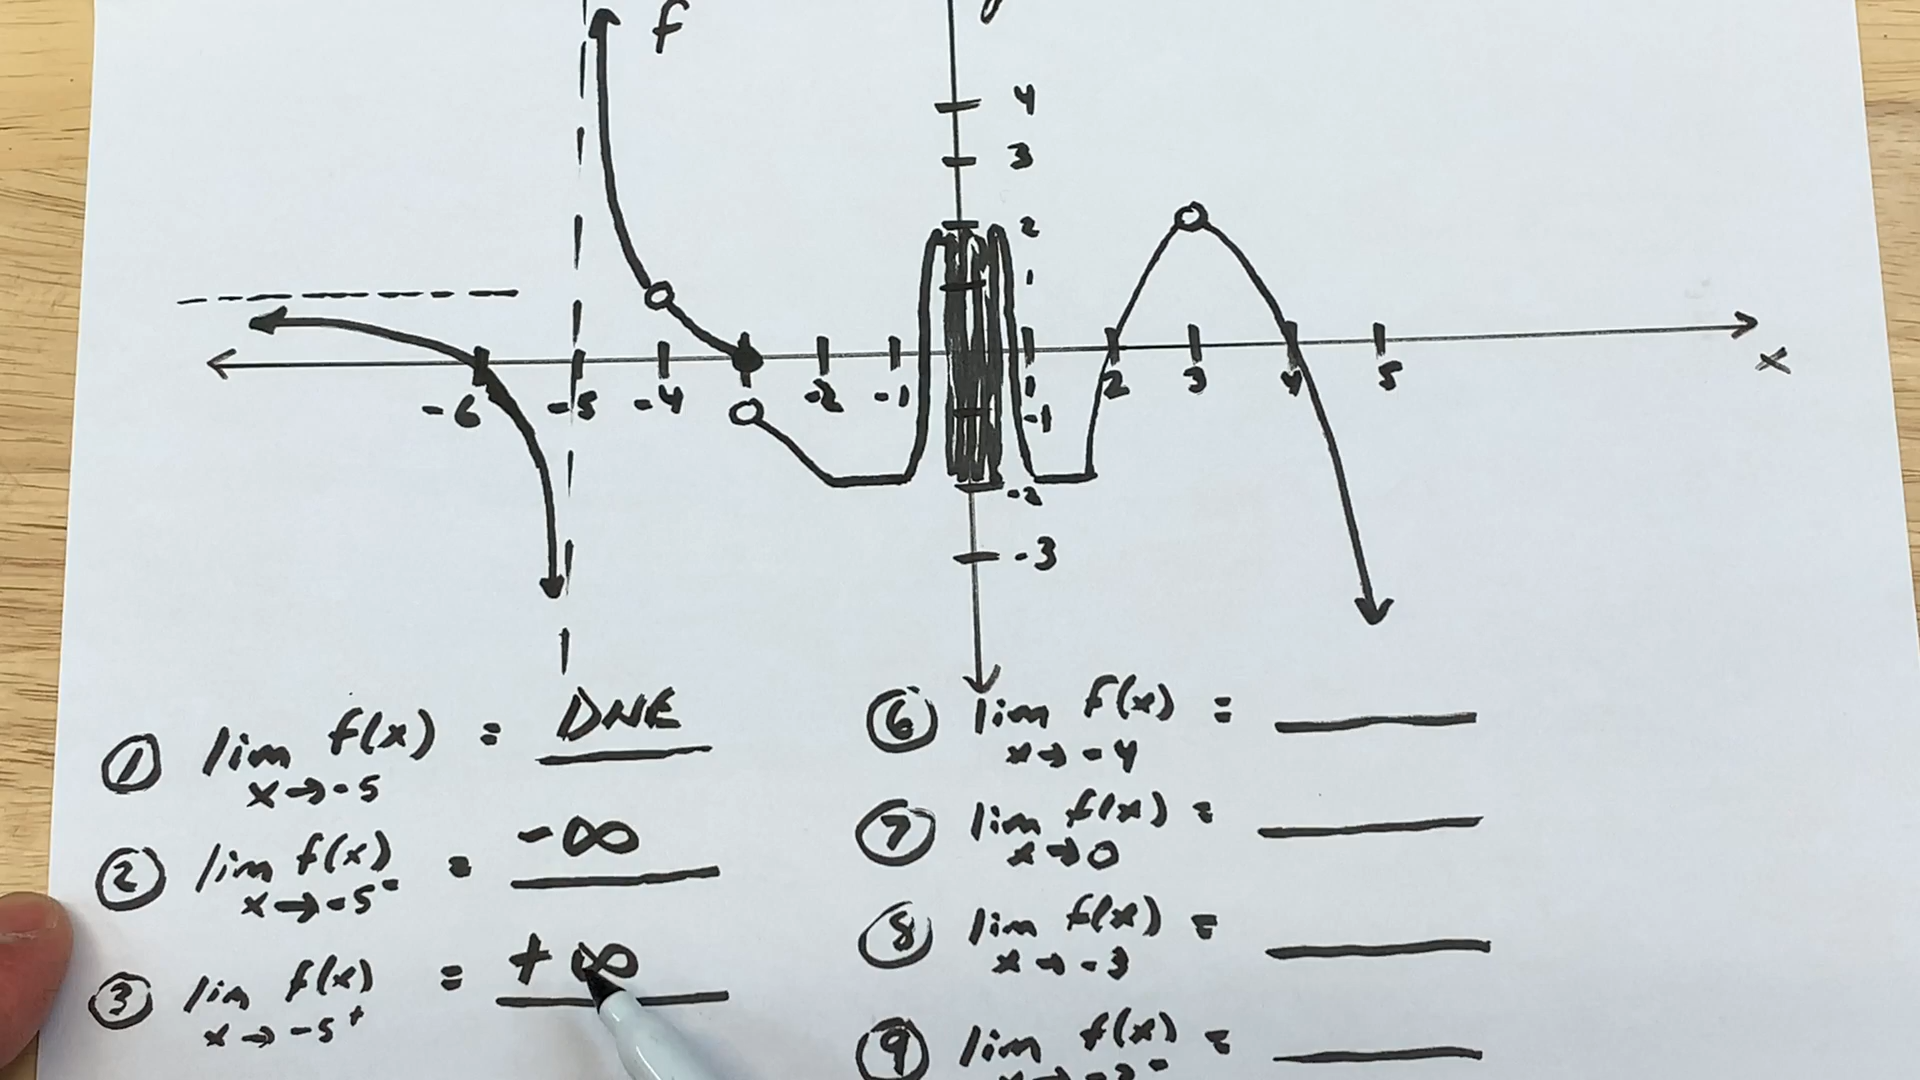 f
4
3
2
1
-6 -5 -4 -2 -1 1 2 3 4 5 x
-1
-2
-3
① lim f(x) = DNE
x→-5
② lim f(x) = -∞
x→-5⁻
③ lim f(x) = +∞
x→-5⁺
⑥ lim f(x) =
x→-4
⑦ lim f(x) =
x→0
⑧ lim f(x) =
x→-3
⑨ lim f(x) =